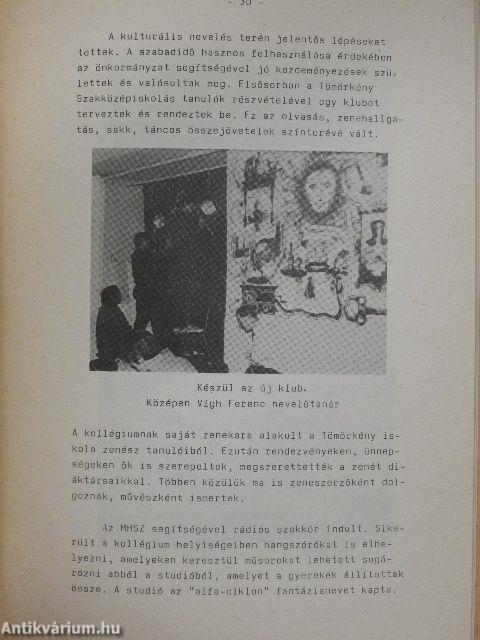 - 30 -
A kulturális nevelés terén jelentős lépéseket
tettek. A szabadidő hasznos felhasználása érdekében
az önkormányzat segítségével jó kezdeményezések szü-
lettek és valósultak meg. Elsősorban a Tömörkény
Szakközépiskolás tanulók részvételével egy klubot
terveztek és rendeztek be. Ez az olvasás, zenehallga-
tás, sakk, táncos összejövetelek színterévé vált.
Készül az új klub.
Középen Vígh Ferenc nevelőtanár
A kollégiumnak saját zenekara alakult a Tömörkény is-
kola zenész tanulóiból. Ezután rendezvényeken, ünnep-
ségeken ők is szerepeltek, megszerettették a zenét di-
áktársaikkal. Többen közülük ma is zeneszerzőként dol-
goznak, művészként ismertek.
Az MHSZ segítségével rádiós szakkör indult. Sike-
rült a kollégium helyiségeiben hangszórókat is elhe-
lyezni, amelyeken keresztül műsorokat lehetett sugá-
rozni abból a studióból, amelyet a gyerekek állítottak
össze. A studió az "alfa-ciklon" fantázianevet kapta.
Antikvárium.hu